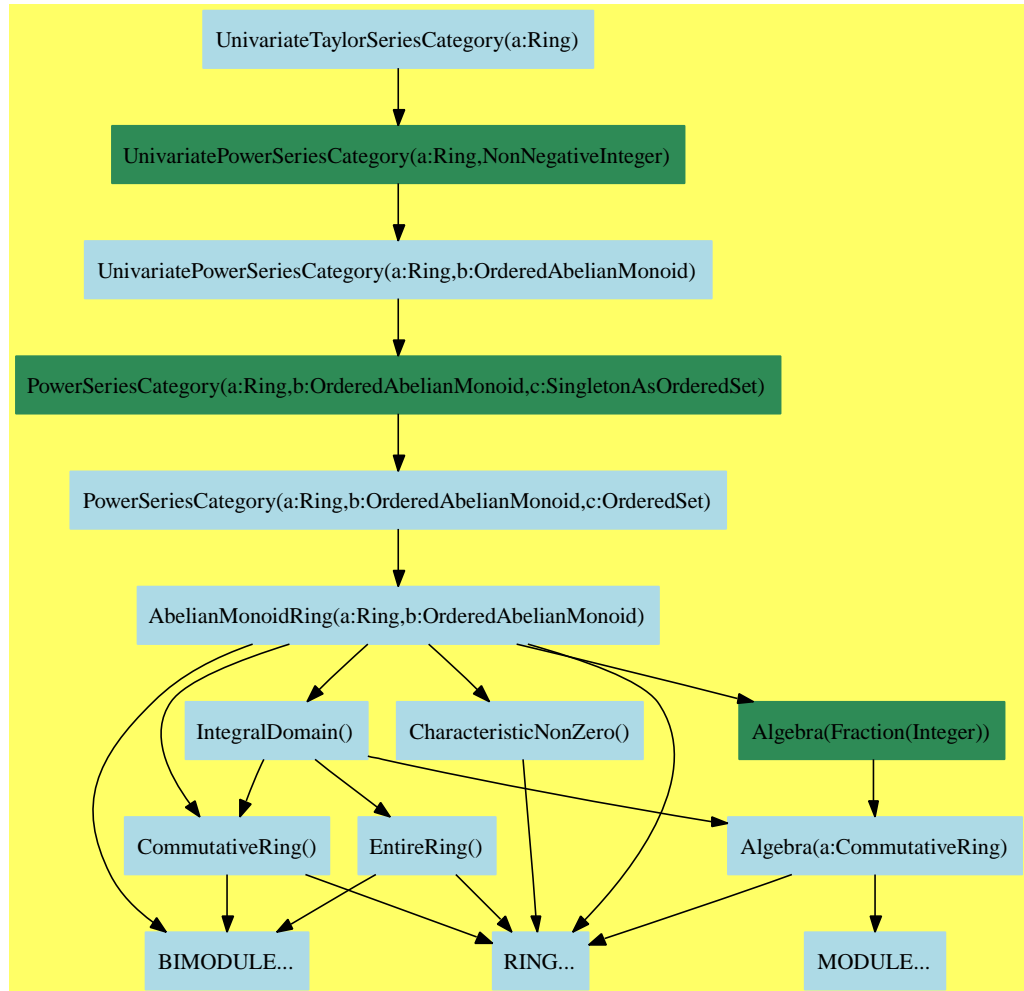 UnivariateTaylorSeriesCategory(a:Ring)
UnivariatePowerSeriesCategory(a:Ring,NonNegativeInteger)
UnivariatePowerSeriesCategory(a:Ring,b:OrderedAbelianMonoid)
PowerSeriesCategory(a:Ring,b:OrderedAbelianMonoid,c:SingletonAsOrderedSet)
PowerSeriesCategory(a:Ring,b:OrderedAbelianMonoid,c:OrderedSet)
AbelianMonoidRing(a:Ring,b:OrderedAbelianMonoid)
IntegralDomain()
CharacteristicNonZero()
Algebra(Fraction(Integer))
CommutativeRing()
EntireRing()
Algebra(a:CommutativeRing)
BIMODULE...
RING...
MODULE...